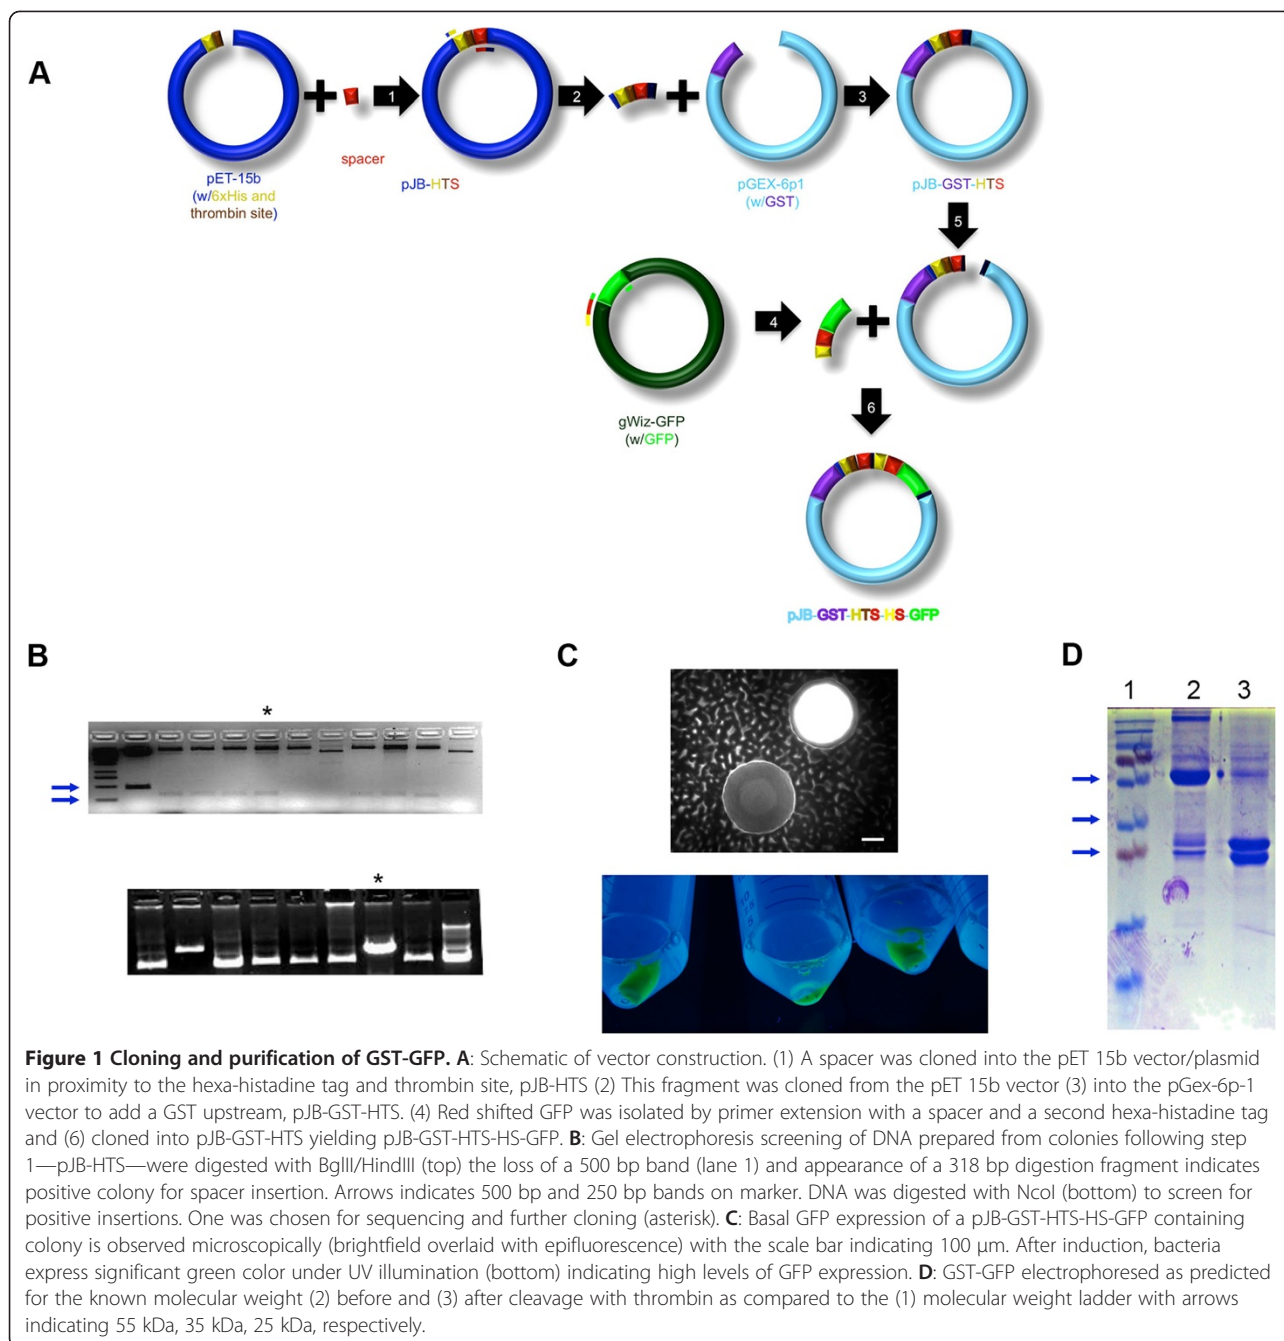 A
1
2
3
spacer
pET-15b
(w/6xHis and
thrombin site)
pJB-HTS
pGEX-6p1
(w/GST)
pJB-GST-HTS
5
4
gWiz-GFP
(w/GFP)
6
pJB-GST-HTS-HS-GFP
B
*
*
C
D
1 2 3
Figure 1 Cloning and purification of GST-GFP. A: Schematic of vector construction. (1) A spacer was cloned into the pET 15b vector/plasmid
in proximity to the hexa-histadine tag and thrombin site, pJB-HTS (2) This fragment was cloned from the pET 15b vector (3) into the pGex-6p-1
vector to add a GST upstream, pJB-GST-HTS. (4) Red shifted GFP was isolated by primer extension with a spacer and a second hexa-histadine tag
and (6) cloned into pJB-GST-HTS yielding pJB-GST-HTS-HS-GFP. B: Gel electrophoresis screening of DNA prepared from colonies following step
1—pJB-HTS—were digested with BglII/HindIII (top) the loss of a 500 bp band (lane 1) and appearance of a 318 bp digestion fragment indicates
positive colony for spacer insertion. Arrows indicates 500 bp and 250 bp bands on marker. DNA was digested with NcoI (bottom) to screen for
positive insertions. One was chosen for sequencing and further cloning (asterisk). C: Basal GFP expression of a pJB-GST-HTS-HS-GFP containing
colony is observed microscopically (brightfield overlaid with epifluorescence) with the scale bar indicating 100 μm. After induction, bacteria
express significant green color under UV illumination (bottom) indicating high levels of GFP expression. D: GST-GFP electrophoresed as predicted
for the known molecular weight (2) before and (3) after cleavage with thrombin as compared to the (1) molecular weight ladder with arrows
indicating 55 kDa, 35 kDa, 25 kDa, respectively.